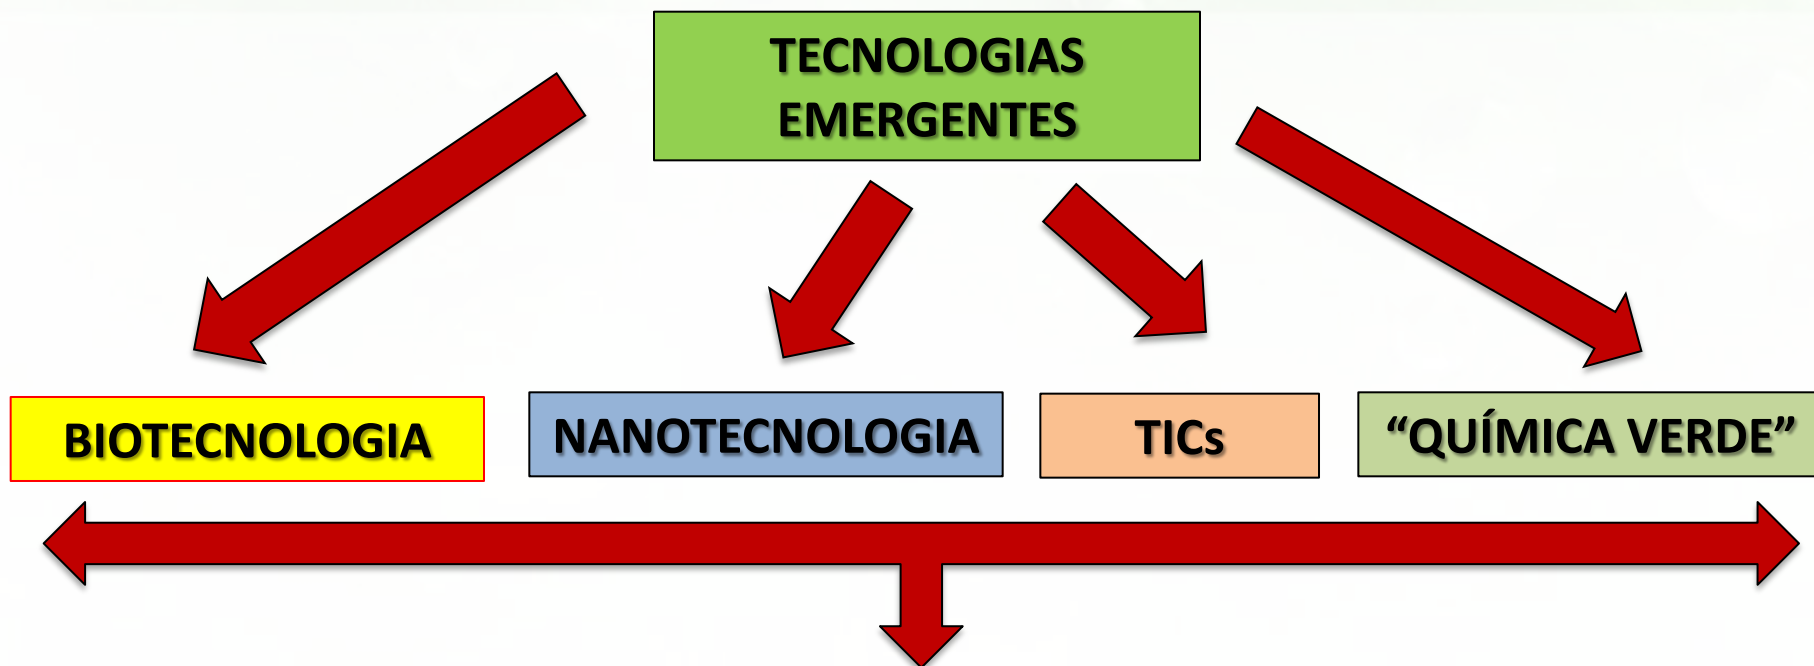 TECNOLOGIAS
EMERGENTES
BIOTECNOLOGIA
NANOTECNOLOGIA
TICs
“QUÍMICA VERDE”